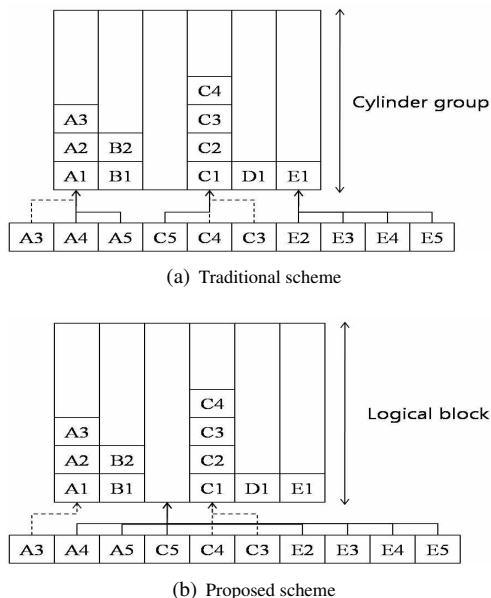 C4
A3 C3
Cylinder group
A2 B2 C2
A1 B1 C1 D1 E1
A3 A4 A5 C5 C4 C3 E2 E3 E4 E5
(a) Traditional scheme
C4
Logical block
A3 C3
A2 B2 C2
A1 B1 C1 D1 E1
A3 A4 A5 C5 C4 C3 E2 E3 E4 E5
(b) Proposed scheme